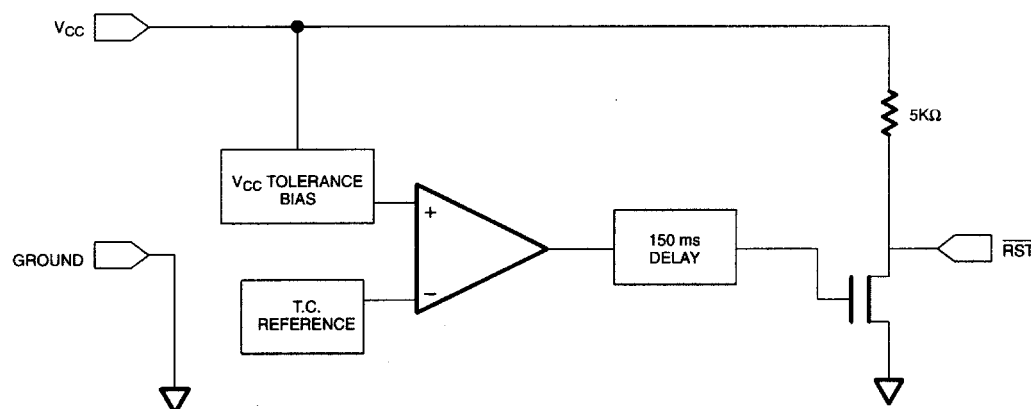 VCC
5KΩ
VCC TOLERANCE
BIAS
+
150 ms
DELAY
RST
GROUND
−
T.C.
REFERENCE